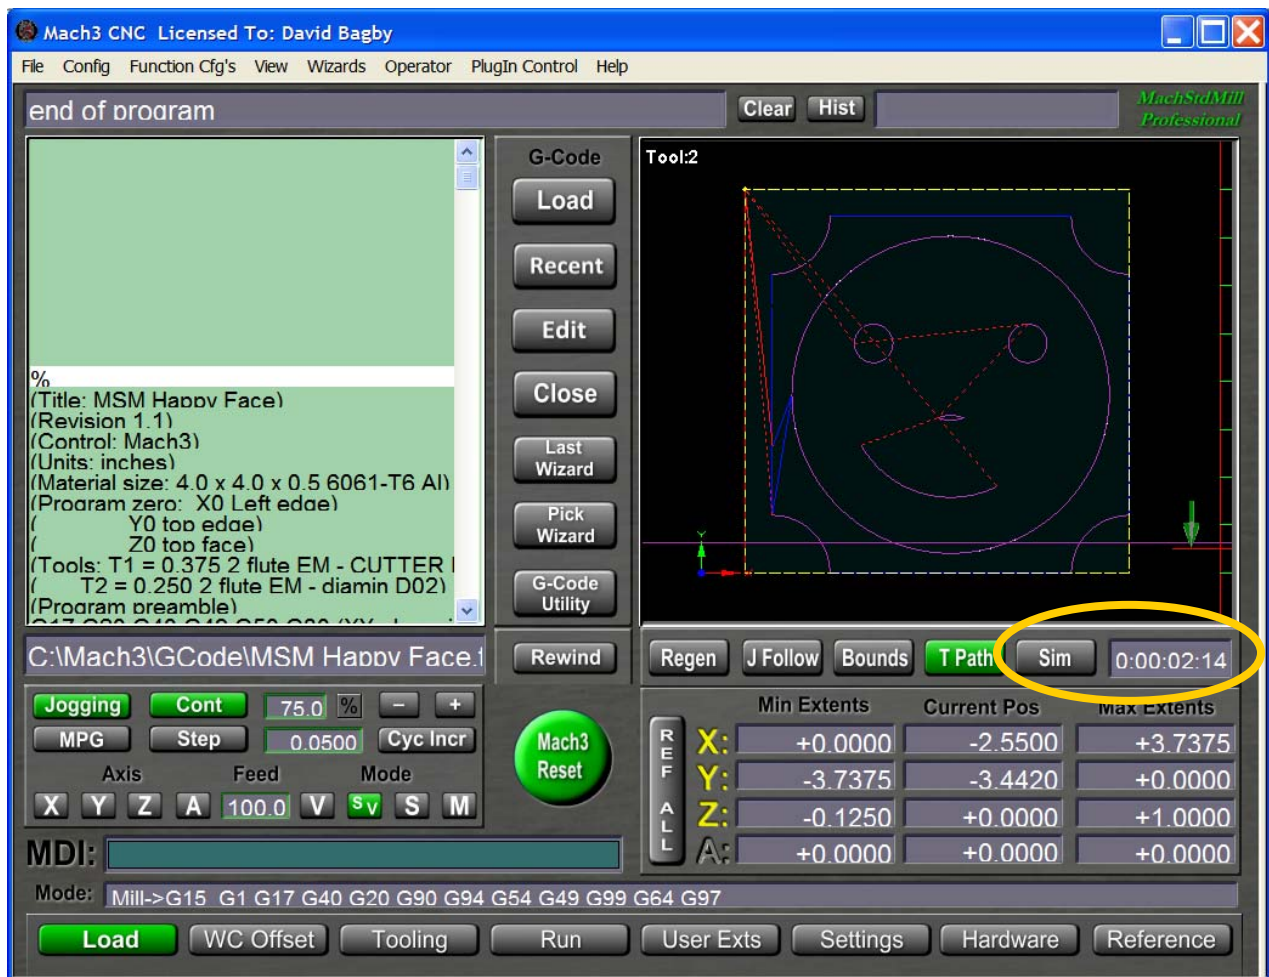 Mach3 CNC Licensed To: David Bagby
File Config Function Cfg's View Wizards Operator PlugIn Control Help
end of program
Clear Hist
MachStdMill
Professional
%
(Title: MSM Happy Face)
(Revision 1.1)
(Control: Mach3)
(Units: inches)
(Material size: 4.0 x 4.0 x 0.5 6061-T6 Al)
(Program zero: X0 Left edge)
( Y0 top edge)
( Z0 top face)
(Tools: T1 = 0.375 2 flute EM - CUTTER
( T2 = 0.250 2 flute EM - diamin D02)
(Program preamble)
G-Code
Load
Recent
Edit
Close
Last
Wizard
Pick
Wizard
G-Code
Utility
Rewind
Tool:2
Y
C:\Mach3\GCode\MSM Happy Face.t
Regen J Follow Bounds T Path Sim 0:00:02:14
Jogging Cont 75.0 % - +
MPG Step 0.0500 Cyc Incr
Axis Feed Mode
X Y Z A 100.0 V SV S M
Mach3
Reset
REF ALL
Min Extents Current Pos Max Extents
X: +0.0000 -2.5500 +3.7375
Y: -3.7375 -3.4420 +0.0000
Z: -0.1250 +0.0000 +1.0000
A: +0.0000 +0.0000 +0.0000
MDI:
Mode: Mill->G15 G1 G17 G40 G20 G90 G94 G54 G49 G99 G64 G97
Load WC Offset Tooling Run User Exts Settings Hardware Reference